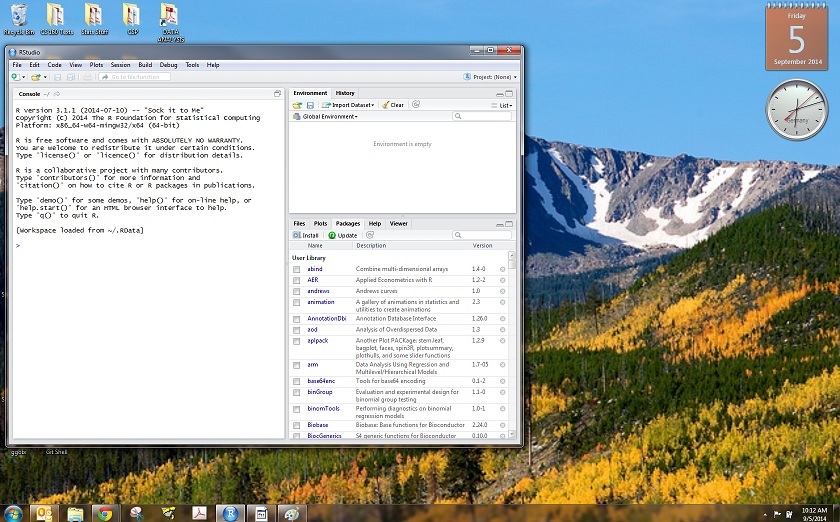 Recycle Bin
CS 160 Tests
Stats Stuff
CSP
DATA
ANALYSIS
Friday
5
September 2014
Germany
RStudio
File Edit Code View Plots Session Build Debug Tools Help
Go to file/function
Project: (None)
Console ~/
R version 3.1.1 (2014-07-10) -- "Sock it to Me"
Copyright (C) 2014 The R Foundation for Statistical Computing
Platform: x86_64-w64-mingw32/x64 (64-bit)
R is free software and comes with ABSOLUTELY NO WARRANTY.
You are welcome to redistribute it under certain conditions.
Type 'license()' or 'licence()' for distribution details.
R is a collaborative project with many contributors.
Type 'contributors()' for more information and
'citation()' on how to cite R or R packages in publications.
Type 'demo()' for some demos, 'help()' for on-line help, or
'help.start()' for an HTML browser interface to help.
Type 'q()' to quit R.
[Workspace loaded from ~/.RData]
>
Environment History
Import Dataset Clear List
Global Environment
Environment is empty
Files Plots Packages Help Viewer
Install Update
Name Description Version
User Library
abind Combine multi-dimensional arrays 1.4-0
AER Applied Econometrics with R 1.2-2
andrews Andrews curves 1.0
animation A gallery of animations in statistics and 2.3
utilities to create animations
AnnotationDbi Annotation Database Interface 1.26.0
aod Analysis of Overdispersed Data 1.3
aplpack Another Plot PACKage: stem.leaf, 1.2.9
bagplot, faces, spin3R, plotsummary,
plothulls, and some slider functions
arm Data Analysis Using Regression and 1.7-05
Multilevel/Hierarchical Models
base64enc Tools for base64 encoding 0.1-2
binGroup Evaluation and experimental design for 1.1-0
binomial group testing
binomTools Performing diagnostics on binomial 1.0-1
regression models
Biobase Biobase: Base functions for Bioconductor 2.24.0
BiocGenerics S4 generic functions for Bioconductor 0.10.0
ggobi
Git Shell
10:12 AM
9/5/2014